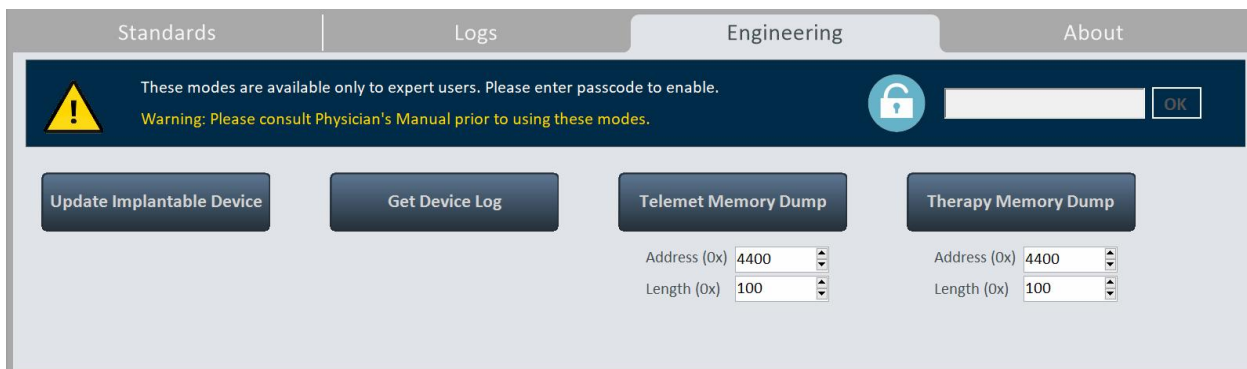 Standards
Logs
Engineering
About
These modes are available only to expert users. Please enter passcode to enable.
Warning: Please consult Physician's Manual prior to using these modes.
OK
Update Implantable Device
Get Device Log
Telemet Memory Dump
Therapy Memory Dump
Address (0x) 4400
Address (0x) 4400
Length (0x) 100
Length (0x) 100